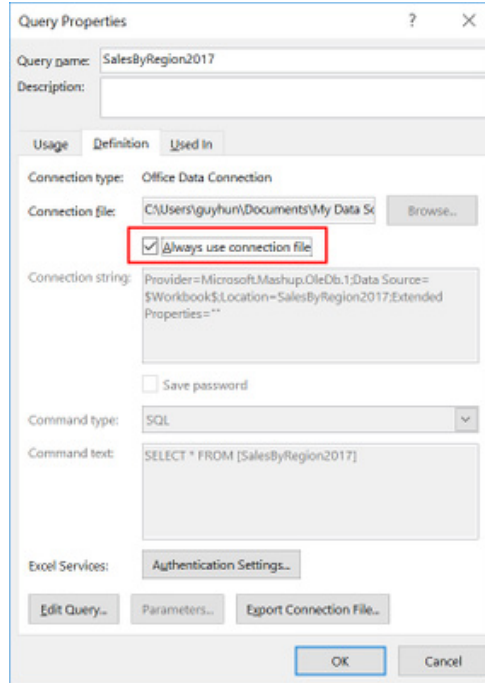 Query Properties ? ×
Query name: SalesByRegion2017
Description:
Usage Definition Used In
Connection type: Office Data Connection
Connection file: C:\Users\guyhun\Documents\My Data Sc Browse...
Always use connection file
Connection string: Provider=Microsoft.Mashup.OleDb.1;Data Source=
$Workbook$;Location=SalesByRegion2017;Extended
Properties=""
Save password
Command type: SQL
Command text: SELECT * FROM [SalesByRegion2017]
Excel Services: Authentication Settings...
Edit Query... Parameters... Export Connection File...
OK Cancel